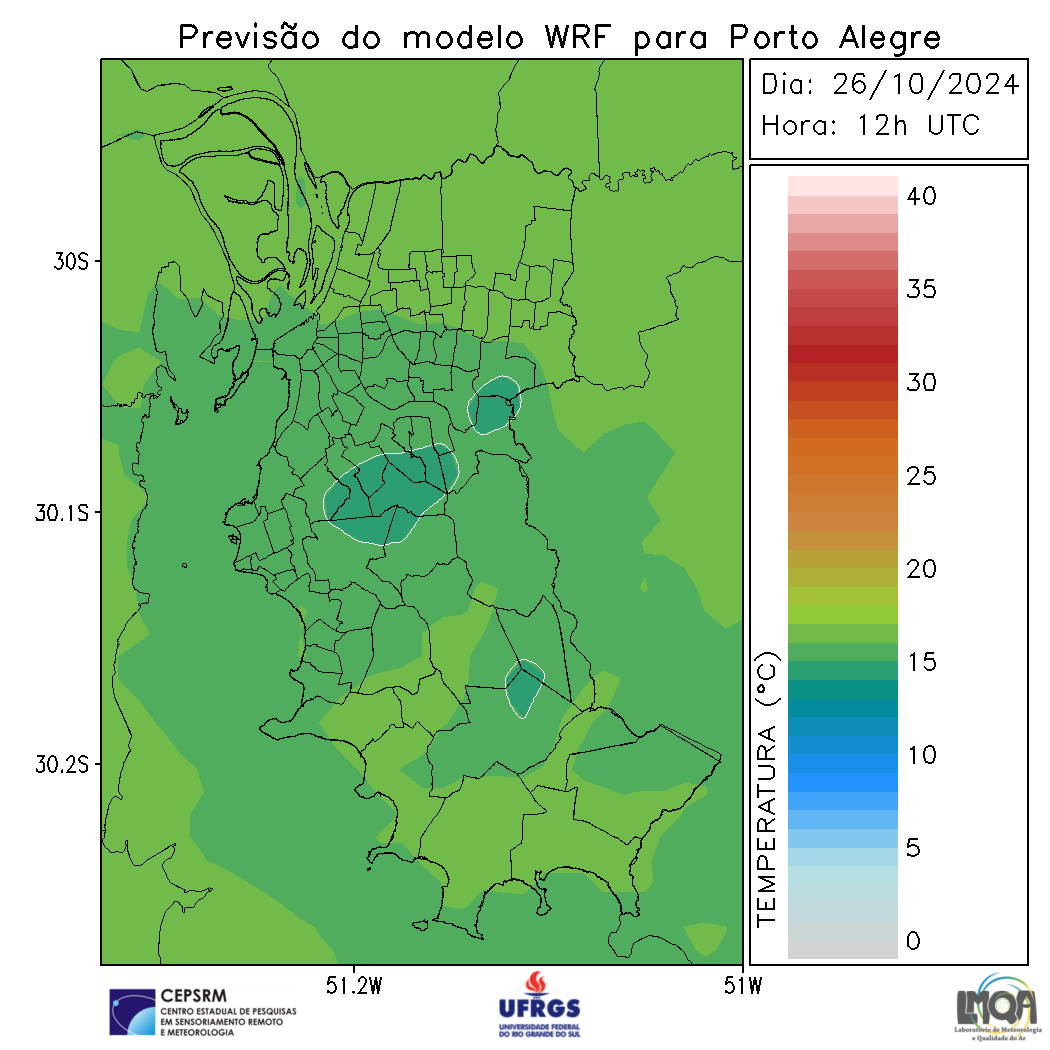 Previsão do modelo WRF para Porto Alegre
Dia: 26/10/2024
Hora: 12h UTC
30S
30.1S
30.2S
51.2W
51W
TEMPERATURA (°C)
40
35
30
25
20
15
10
5
0
CEPSRM
CENTRO ESTADUAL DE PESQUISAS
EM SENSORIAMENTO REMOTO
E METEOROLOGIA
UFRGS
UNIVERSIDADE FEDERAL
DO RIO GRANDE DO SUL
LMQA
Laboratório de Meteorologia
e Qualidade do Ar